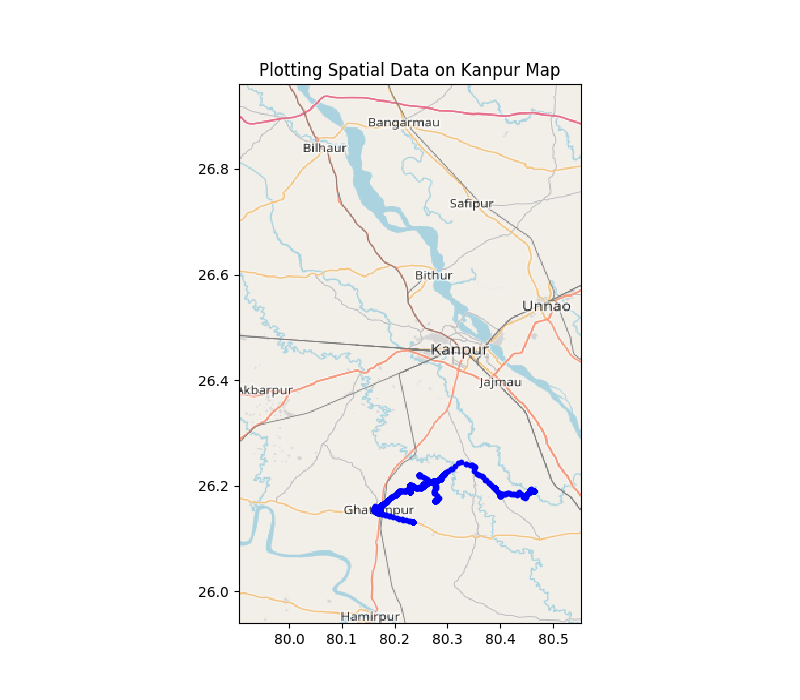 Plotting Spatial Data on Kanpur Map
Bangarmau
Bilhaur
26.8
Safipur
Bithur
26.6
Unnao
Kanpur
26.4
Jajmau
Akbarpur
26.2
Ghatampur
26.0
Hamirpur
80.0 80.1 80.2 80.3 80.4 80.5